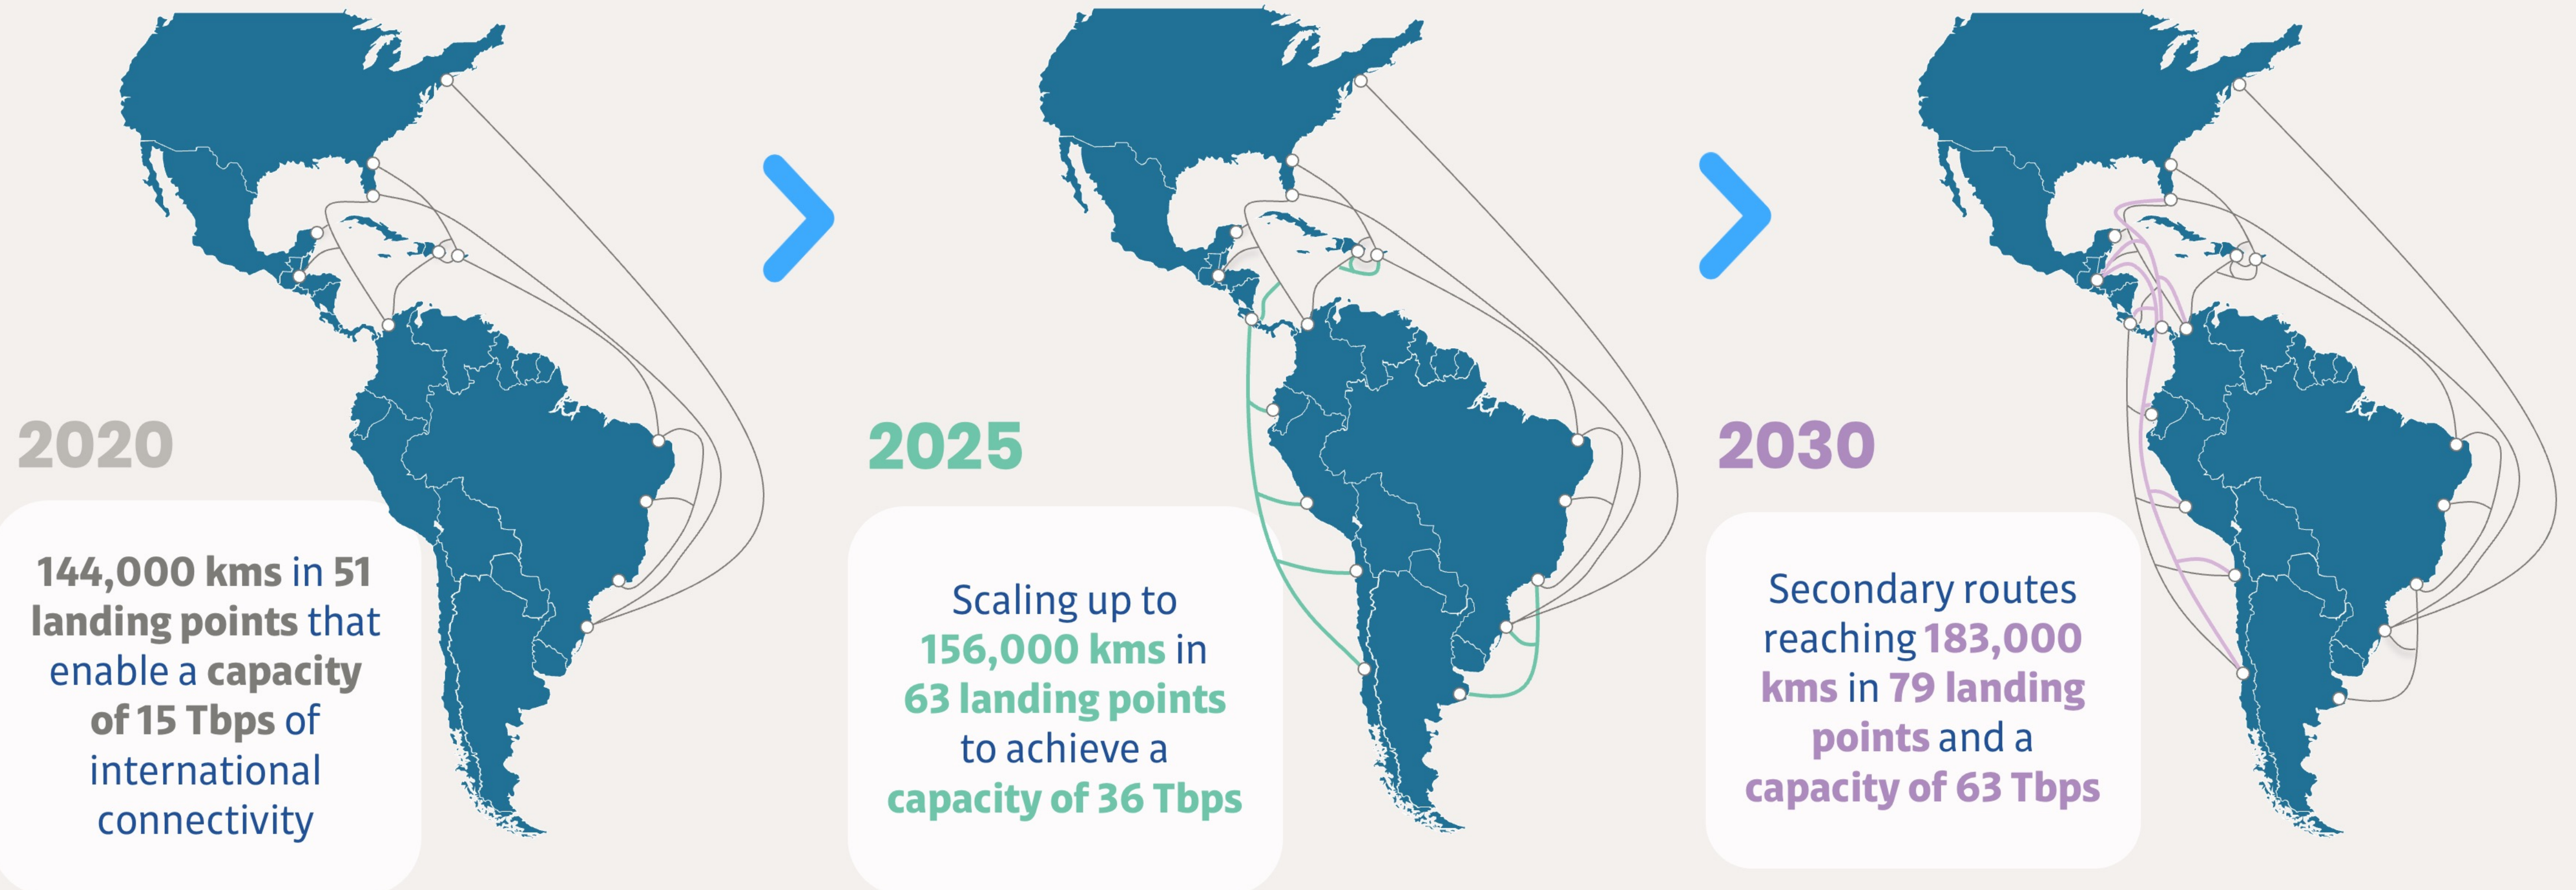 2020
144,000 kms in 51
landing points that
enable a capacity
of 15 Tbps of
international
connectivity
2025
Scaling up to
156,000 kms in
63 landing points
to achieve a
capacity of 36 Tbps
2030
Secondary routes
reaching 183,000
kms in 79 landing
points and a
capacity of 63 Tbps